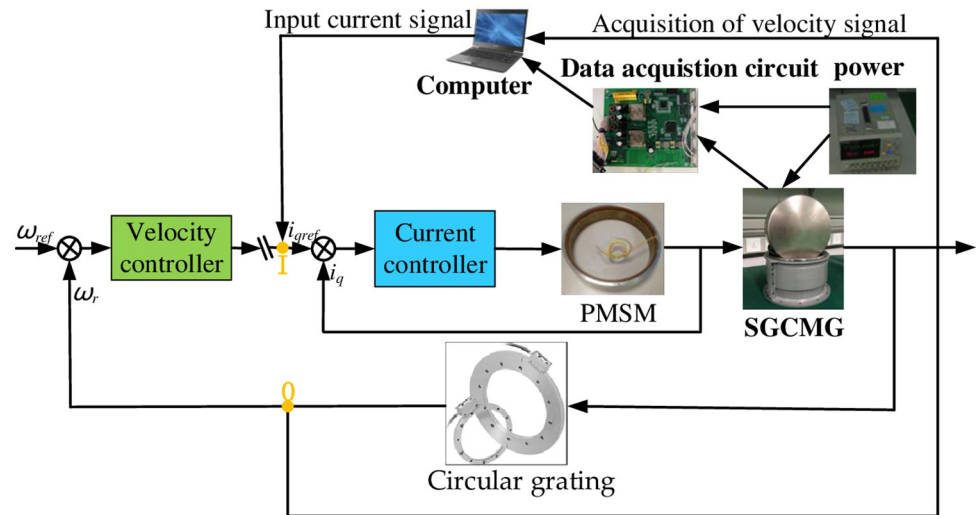 Input current signal
Acquisition of velocity signal
Computer
Data acquistion circuit
power
ω_ref
Velocity
controller
i_qref
I
Current
controller
i_q
ω_r
PMSM
SGCMG
O
Circular grating